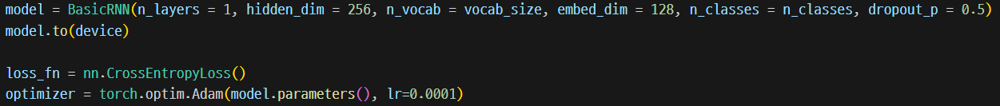 model = BasicRNN(n_layers = 1, hidden_dim = 256, n_vocab = vocab_size, embed_dim = 128, n_classes = n_classes, dropout_p = 0.5)
model.to(device)
loss_fn = nn.CrossEntropyLoss()
optimizer = torch.optim.Adam(model.parameters(), lr=0.0001)